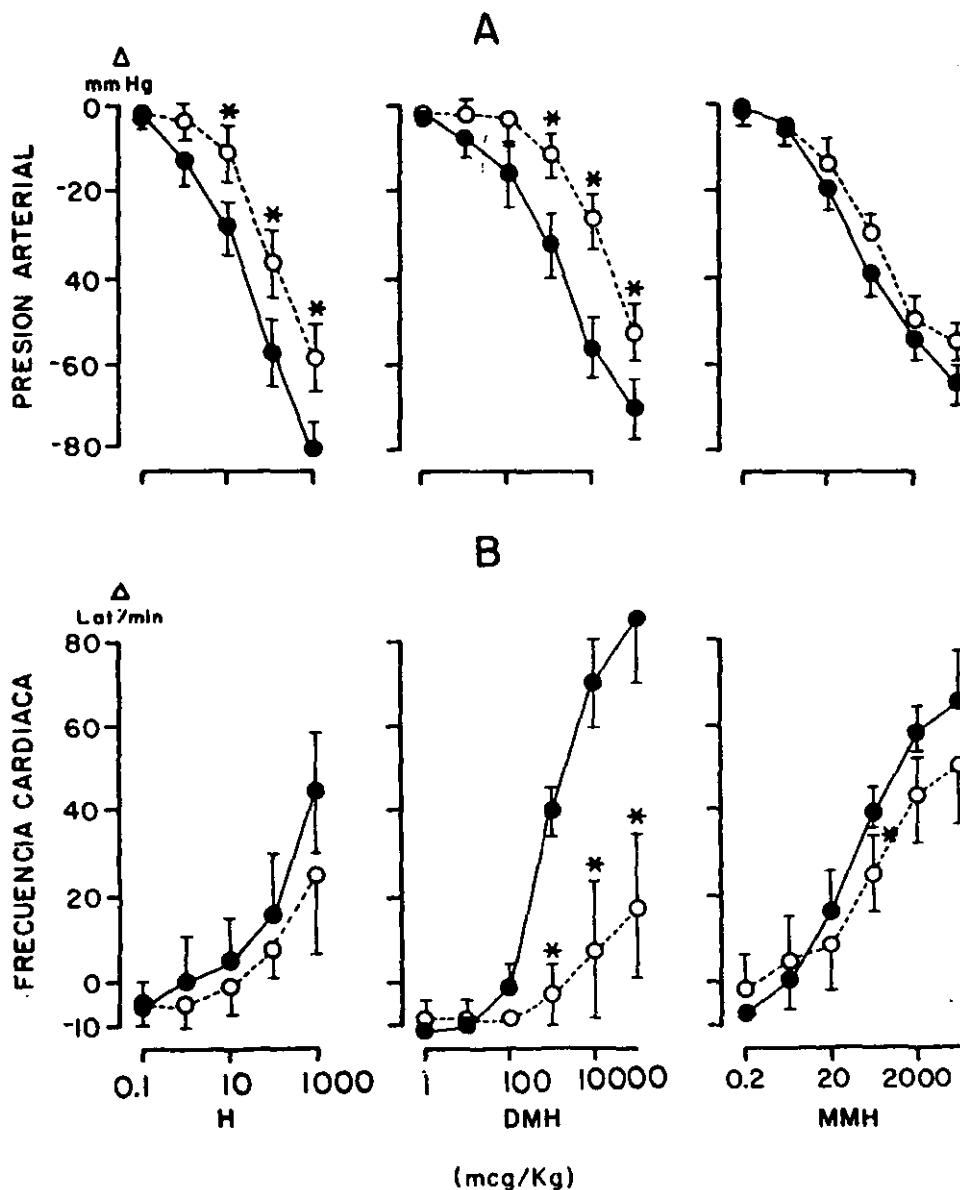 A
Δ
mm Hg
PRESION ARTERIAL
0
-20
-40
-60
-80
* * *
* * *
B
Δ
Lat/min
FRECUENCIA CARDIACA
80
60
40
20
0
-10
* * *
*
0.1 10 1000
1 100 10000
0.2 20 2000
H DMH MMH
(mcg/Kg)